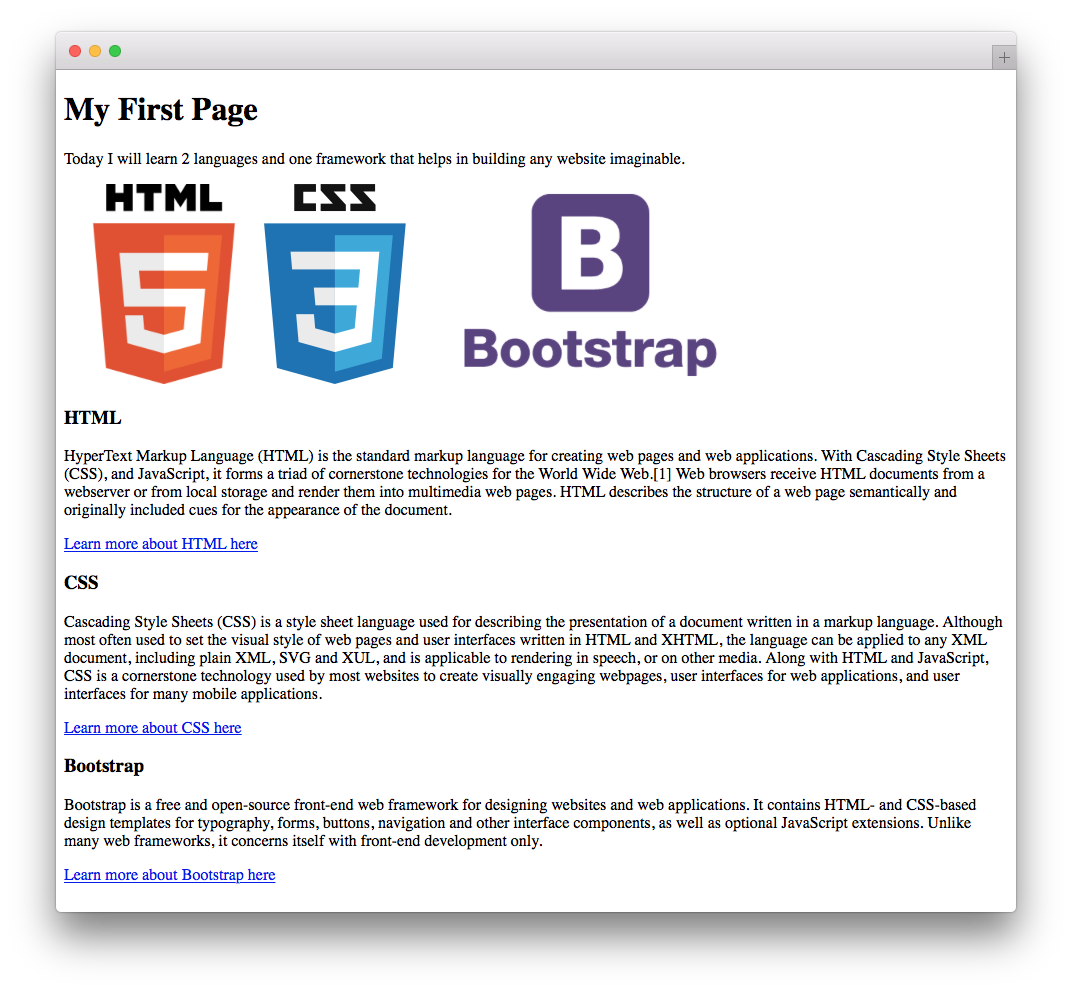 My First Page
Today I will learn 2 languages and one framework that helps in building any website imaginable.
HTML CSS
5 3 B
Bootstrap
HTML
HyperText Markup Language (HTML) is the standard markup language for creating web pages and web applications. With Cascading Style Sheets
(CSS), and JavaScript, it forms a triad of cornerstone technologies for the World Wide Web.[1] Web browsers receive HTML documents from a
webserver or from local storage and render them into multimedia web pages. HTML describes the structure of a web page semantically and
originally included cues for the appearance of the document.
Learn more about HTML here
CSS
Cascading Style Sheets (CSS) is a style sheet language used for describing the presentation of a document written in a markup language. Although
most often used to set the visual style of web pages and user interfaces written in HTML and XHTML, the language can be applied to any XML
document, including plain XML, SVG and XUL, and is applicable to rendering in speech, or on other media. Along with HTML and JavaScript,
CSS is a cornerstone technology used by most websites to create visually engaging webpages, user interfaces for web applications, and user
interfaces for many mobile applications.
Learn more about CSS here
Bootstrap
Bootstrap is a free and open-source front-end web framework for designing websites and web applications. It contains HTML- and CSS-based
design templates for typography, forms, buttons, navigation and other interface components, as well as optional JavaScript extensions. Unlike
many web frameworks, it concerns itself with front-end development only.
Learn more about Bootstrap here